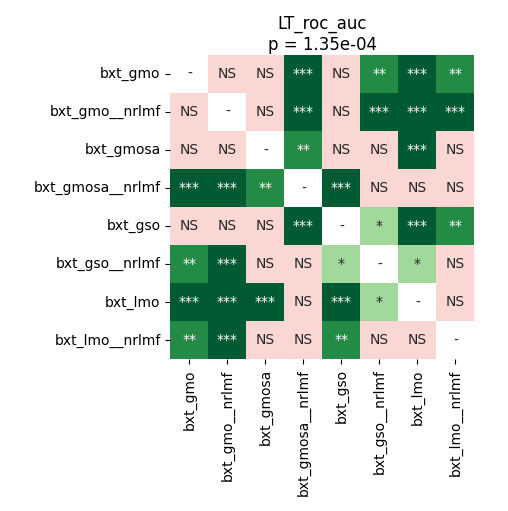 LT_roc_auc
p = 1.35e-04
bxt_gmo - NS NS *** NS ** *** **
bxt_gmo__nrlmf NS - NS *** NS *** *** ***
bxt_gmosa NS NS - ** NS NS *** NS
bxt_gmosa__nrlmf *** *** ** - *** NS NS NS
bxt_gso NS NS NS *** - * *** **
bxt_gso__nrlmf ** *** NS NS * - * NS
bxt_lmo *** *** *** NS *** * - NS
bxt_lmo__nrlmf ** *** NS NS ** NS NS -
bxt_gmo
bxt_gmo__nrlmf
bxt_gmosa
bxt_gmosa__nrlmf
bxt_gso
bxt_gso__nrlmf
bxt_lmo
bxt_lmo__nrlmf